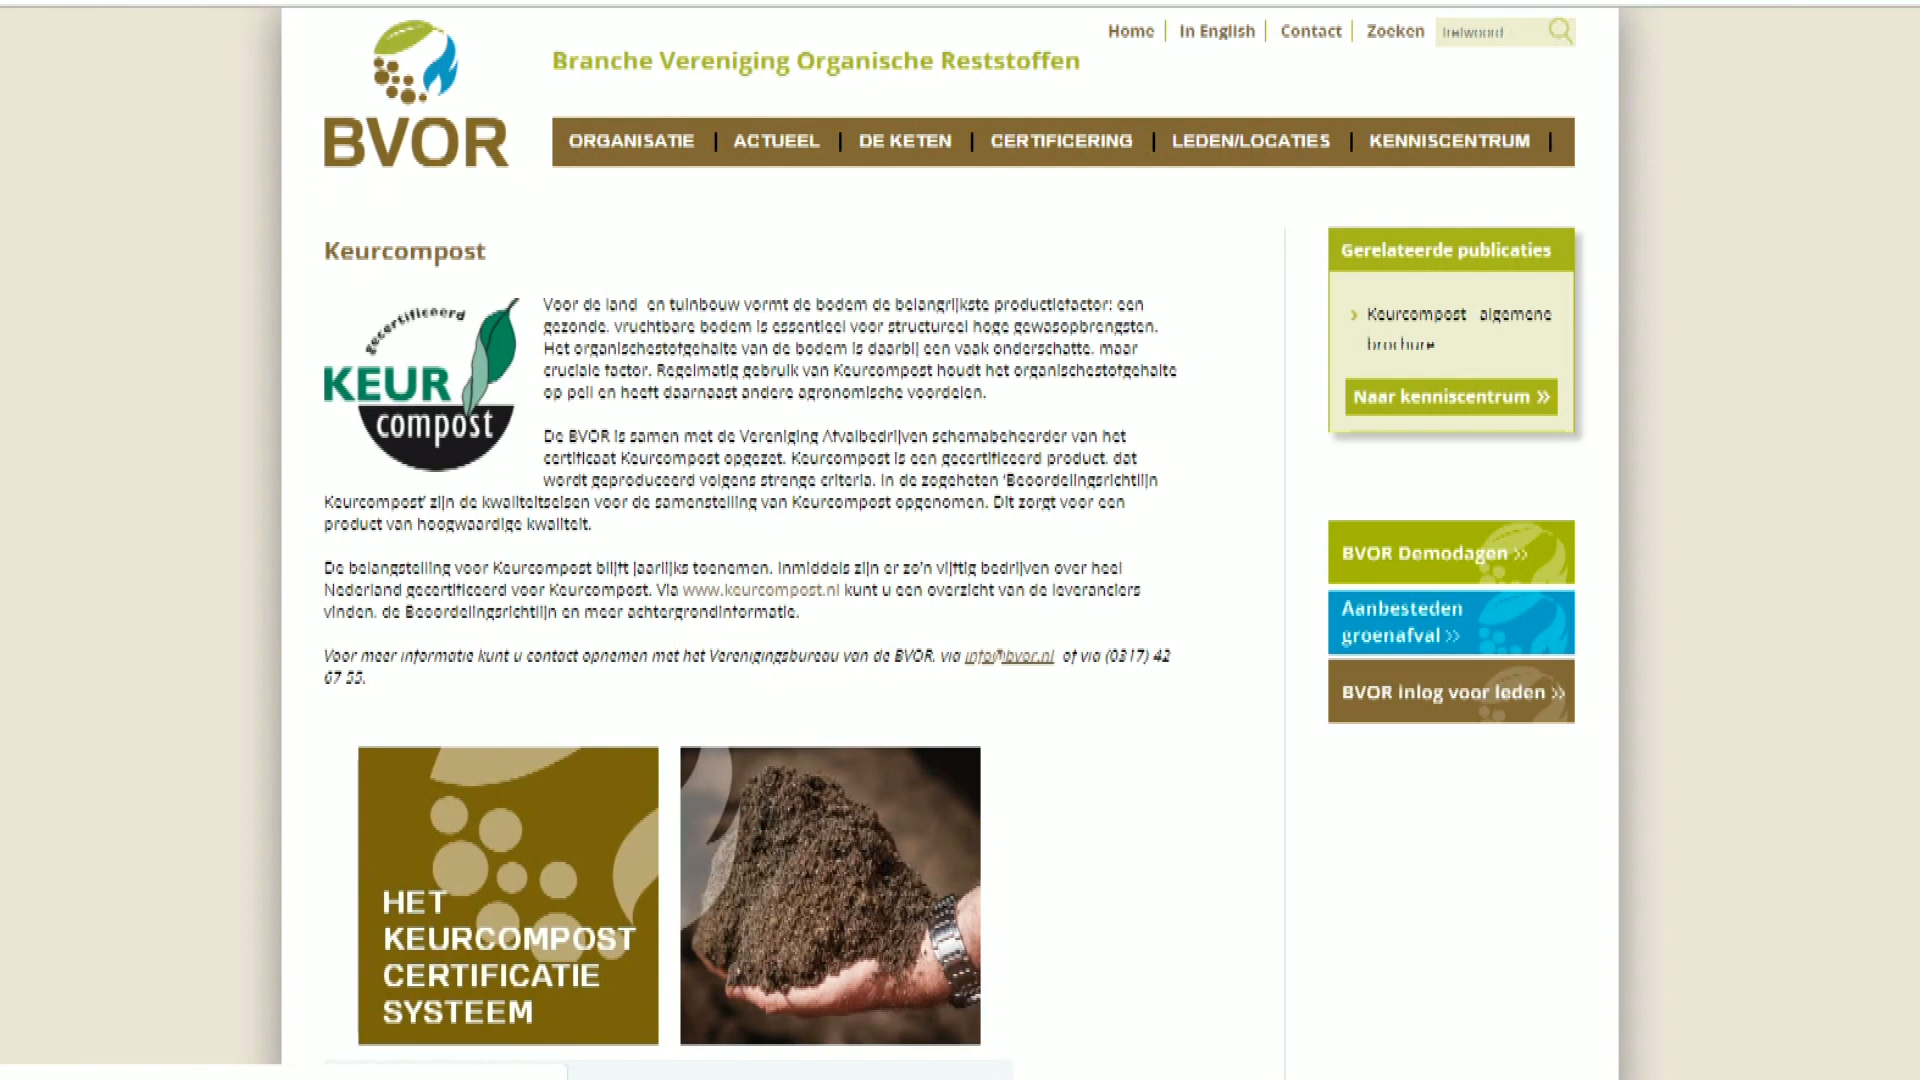 Home
In English
Contact
Zoeken
trefwoord
Branche Vereniging Organische Reststoffen
BVOR
ORGANISATIE
ACTUEEL
DE KETEN
CERTIFICERING
LEDEN/LOCATIES
KENNISCENTRUM
Keurcompost
gecertificeerd
KEUR
compost
Voor de land- en tuinbouw vormt de bodem de belangrijkste productiefactor: een
gezonde, vruchtbare bodem is essentieel voor structureel hoge gewasopbrengsten.
Het organischestofgehalte van de bodem is daarbij een vaak onderschatte, maar
cruciale factor. Regelmatig gebruik van Keurcompost houdt het organischestofgehalte
op peil en heeft daarnaast andere agronomische voordelen.
De BVOR is samen met de Vereniging Afvalbedrijven schemabeheerder van het
certificaat Keurcompost opgezet. Keurcompost is een gecertificeerd product, dat
wordt geproduceerd volgens strenge criteria. In de zogeheten ‘Beoordelingsrichtlijn
Keurcompost’ zijn de kwaliteitseisen voor de samenstelling van Keurcompost opgenomen. Dit zorgt voor een
product van hoogwaardige kwaliteit.
De belangstelling voor Keurcompost blijft jaarlijks toenemen. Inmiddels zijn er zo’n vijftig bedrijven over heel
Nederland gecertificeerd voor Keurcompost. Via www.keurcompost.nl kunt u een overzicht van de leveranciers
vinden, de Beoordelingsrichtlijn en meer achtergrondinformatie.
Voor meer informatie kunt u contact opnemen met het Verenigingsbureau van de BVOR, via info@bvor.nl of via (0317) 42
67 55.
HET
KEURCOMPOST
CERTIFICATIE
SYSTEEM
Gerelateerde publicaties
Keurcompost algemene
brochure
Naar kenniscentrum »
BVOR Demodagen »
Aanbesteden
groenafval »
BVOR inlog voor leden »